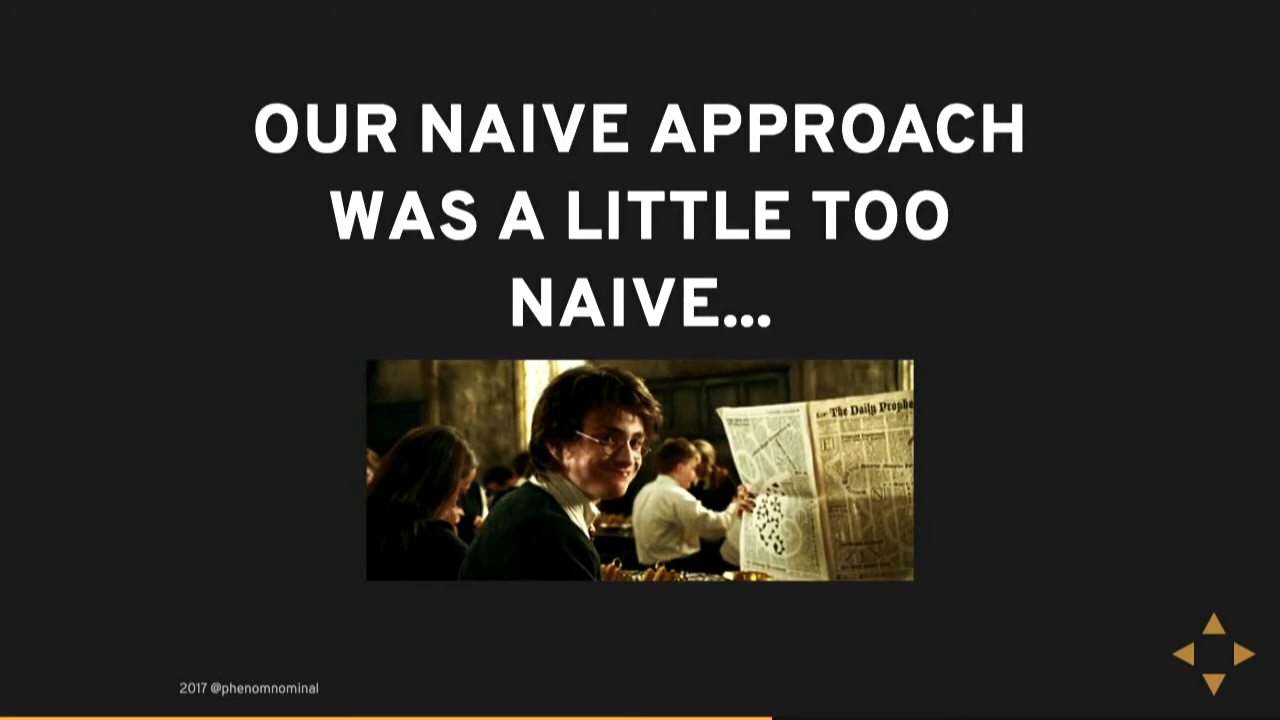 OUR NAIVE APPROACH
WAS A LITTLE TOO
NAIVE...
The Daily Prophe
2017 @phenomnominal